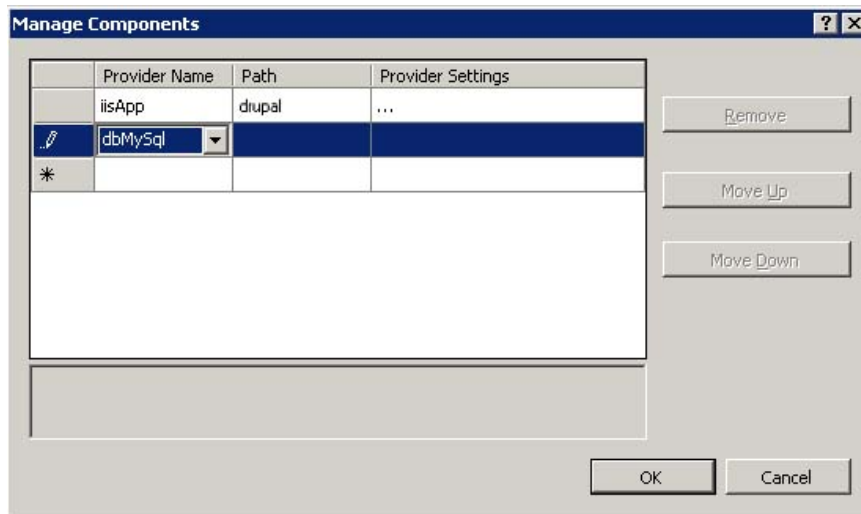 Manage Components
Provider Name Path Provider Settings
iisApp drupal ...
dbMySql
Remove
Move Up
Move Down
OK Cancel